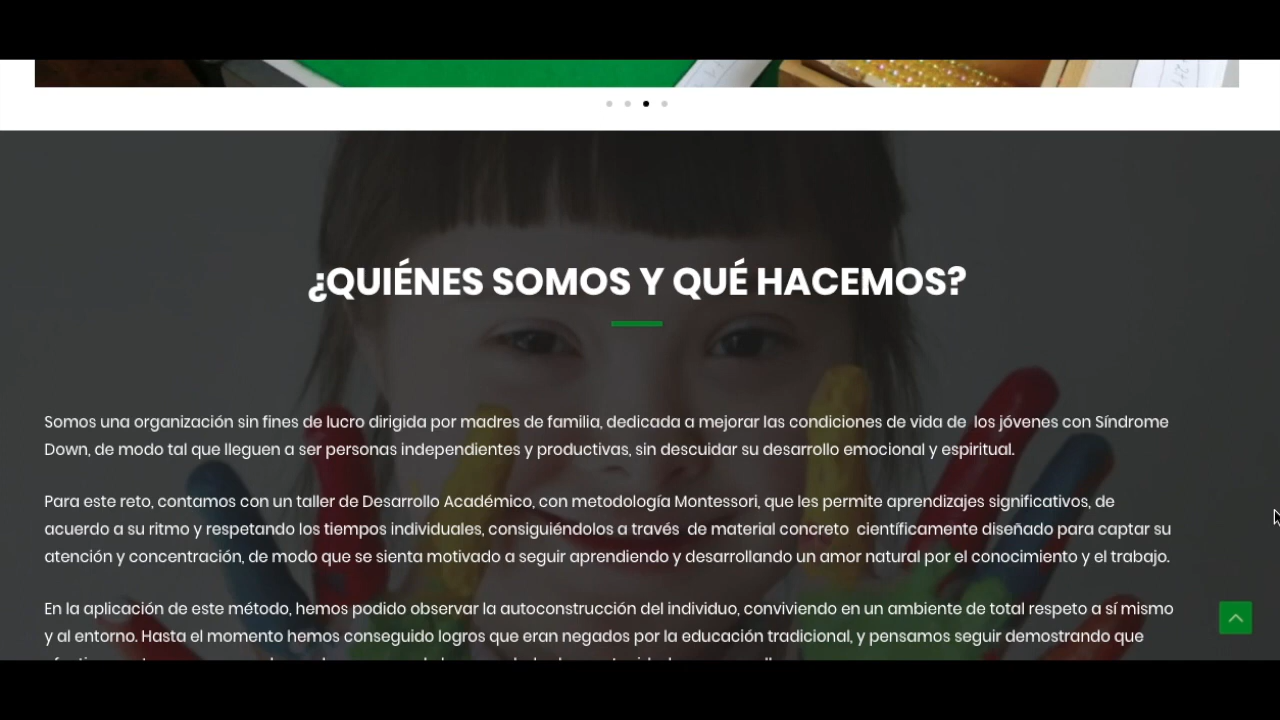 ¿QUIÉNES SOMOS Y QUÉ HACEMOS?
Somos una organización sin fines de lucro dirigida por madres de familia, dedicada a mejorar las condiciones de vida de los jóvenes con Síndrome
Down, de modo tal que lleguen a ser personas independientes y productivas, sin descuidar su desarrollo emocional y espiritual.
Para este reto, contamos con un taller de Desarrollo Académico, con metodología Montessori, que les permite aprendizajes significativos, de
acuerdo a su ritmo y respetando los tiempos individuales, consiguiéndolos a través de material concreto científicamente diseñado para captar su
atención y concentración, de modo que se sienta motivado a seguir aprendiendo y desarrollando un amor natural por el conocimiento y el trabajo.
En la aplicación de este método, hemos podido observar la autoconstrucción del individuo, conviviendo en un ambiente de total respeto a sí mismo
y al entorno. Hasta el momento hemos conseguido logros que eran negados por la educación tradicional, y pensamos seguir demostrando que